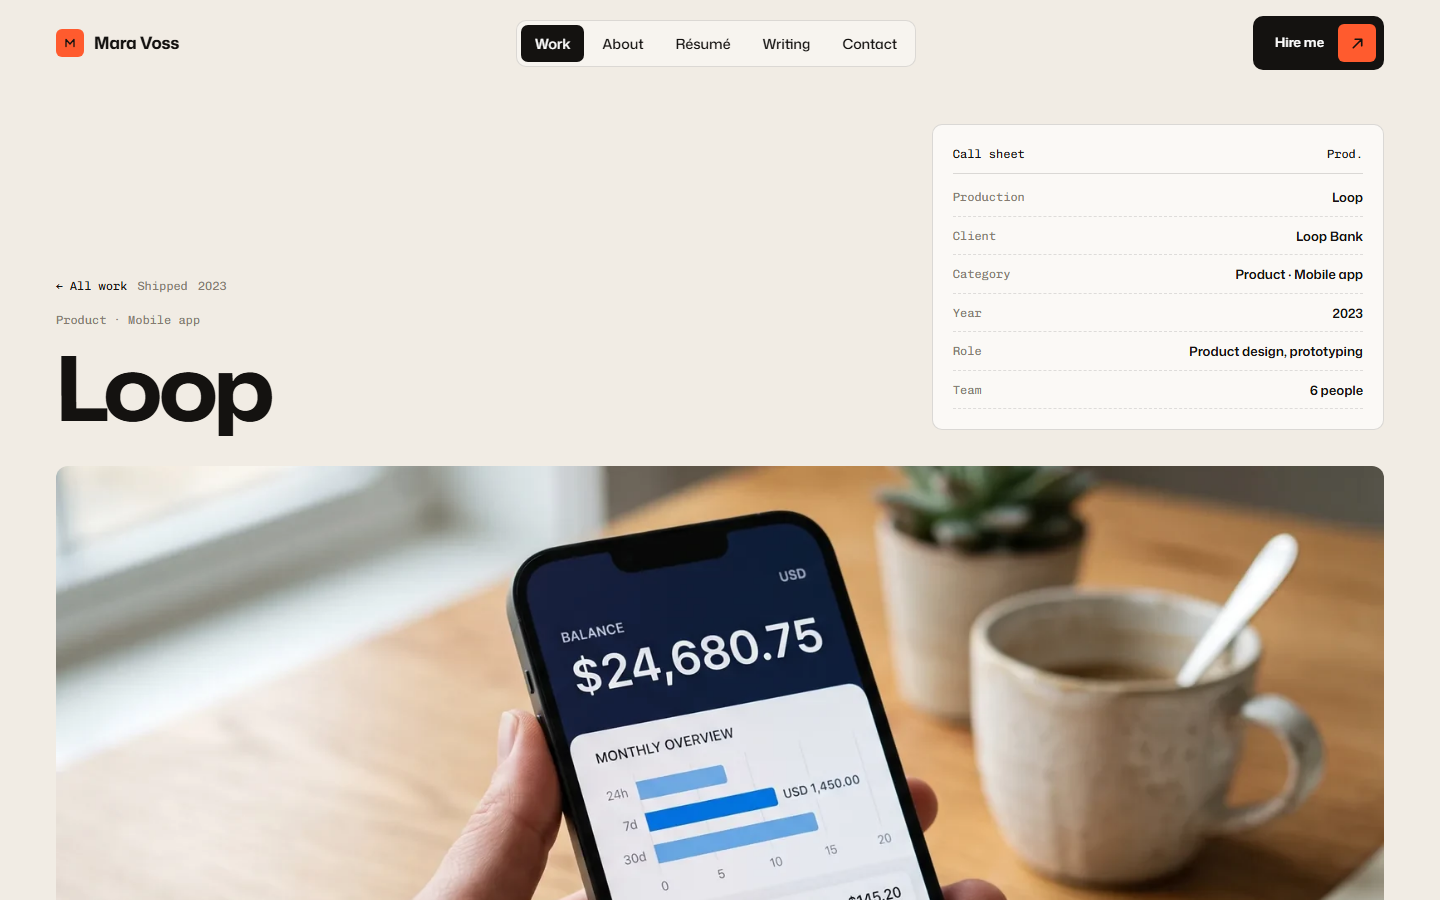 M Mara Voss
Work About Résumé Writing Contact
Hire me
Call sheet Prod.
Production Loop
Client Loop Bank
Category Product · Mobile app
Year 2023
Role Product design, prototyping
Team 6 people
← All work Shipped 2023
Product · Mobile app
Loop
USD
BALANCE
$24,680.75
MONTHLY OVERVIEW
24h
7d USD 1,450.00
30d
0 5 10 15 20
$145.20